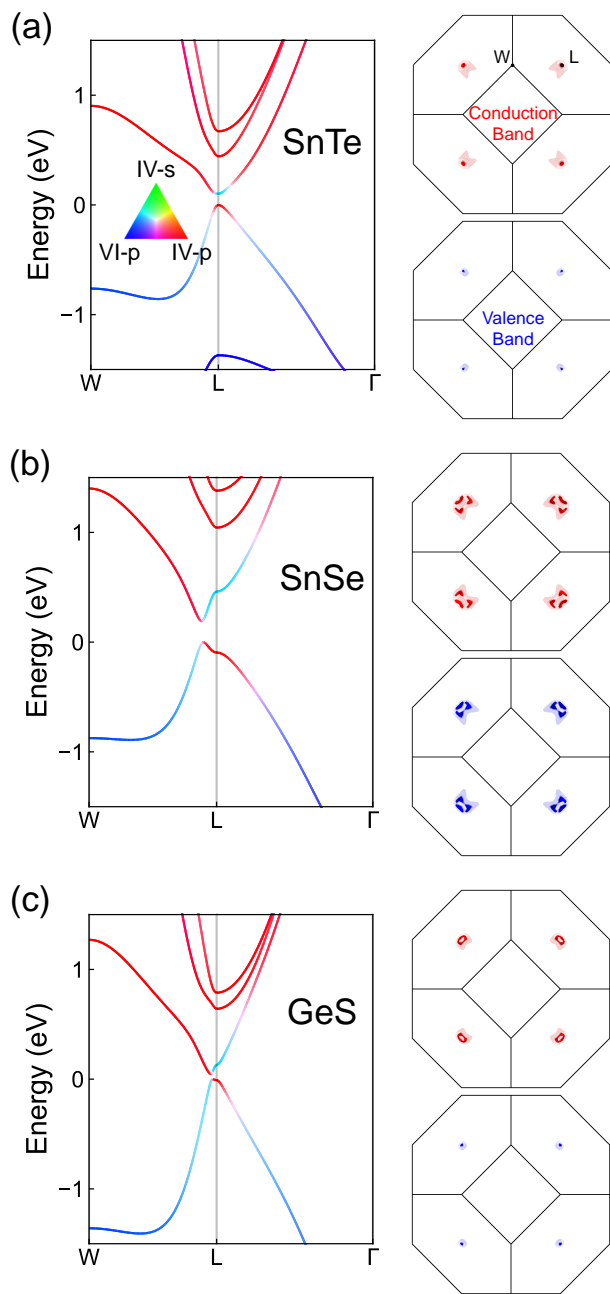 (a)
1
0
−1
Energy (eV)
SnTe
IV-s
VI-p
IV-p
W
L
Γ
W
L
Conduction
Band
Valence
Band
(b)
1
0
−1
Energy (eV)
SnSe
W
L
Γ
(c)
1
0
−1
Energy (eV)
GeS
W
L
Γ